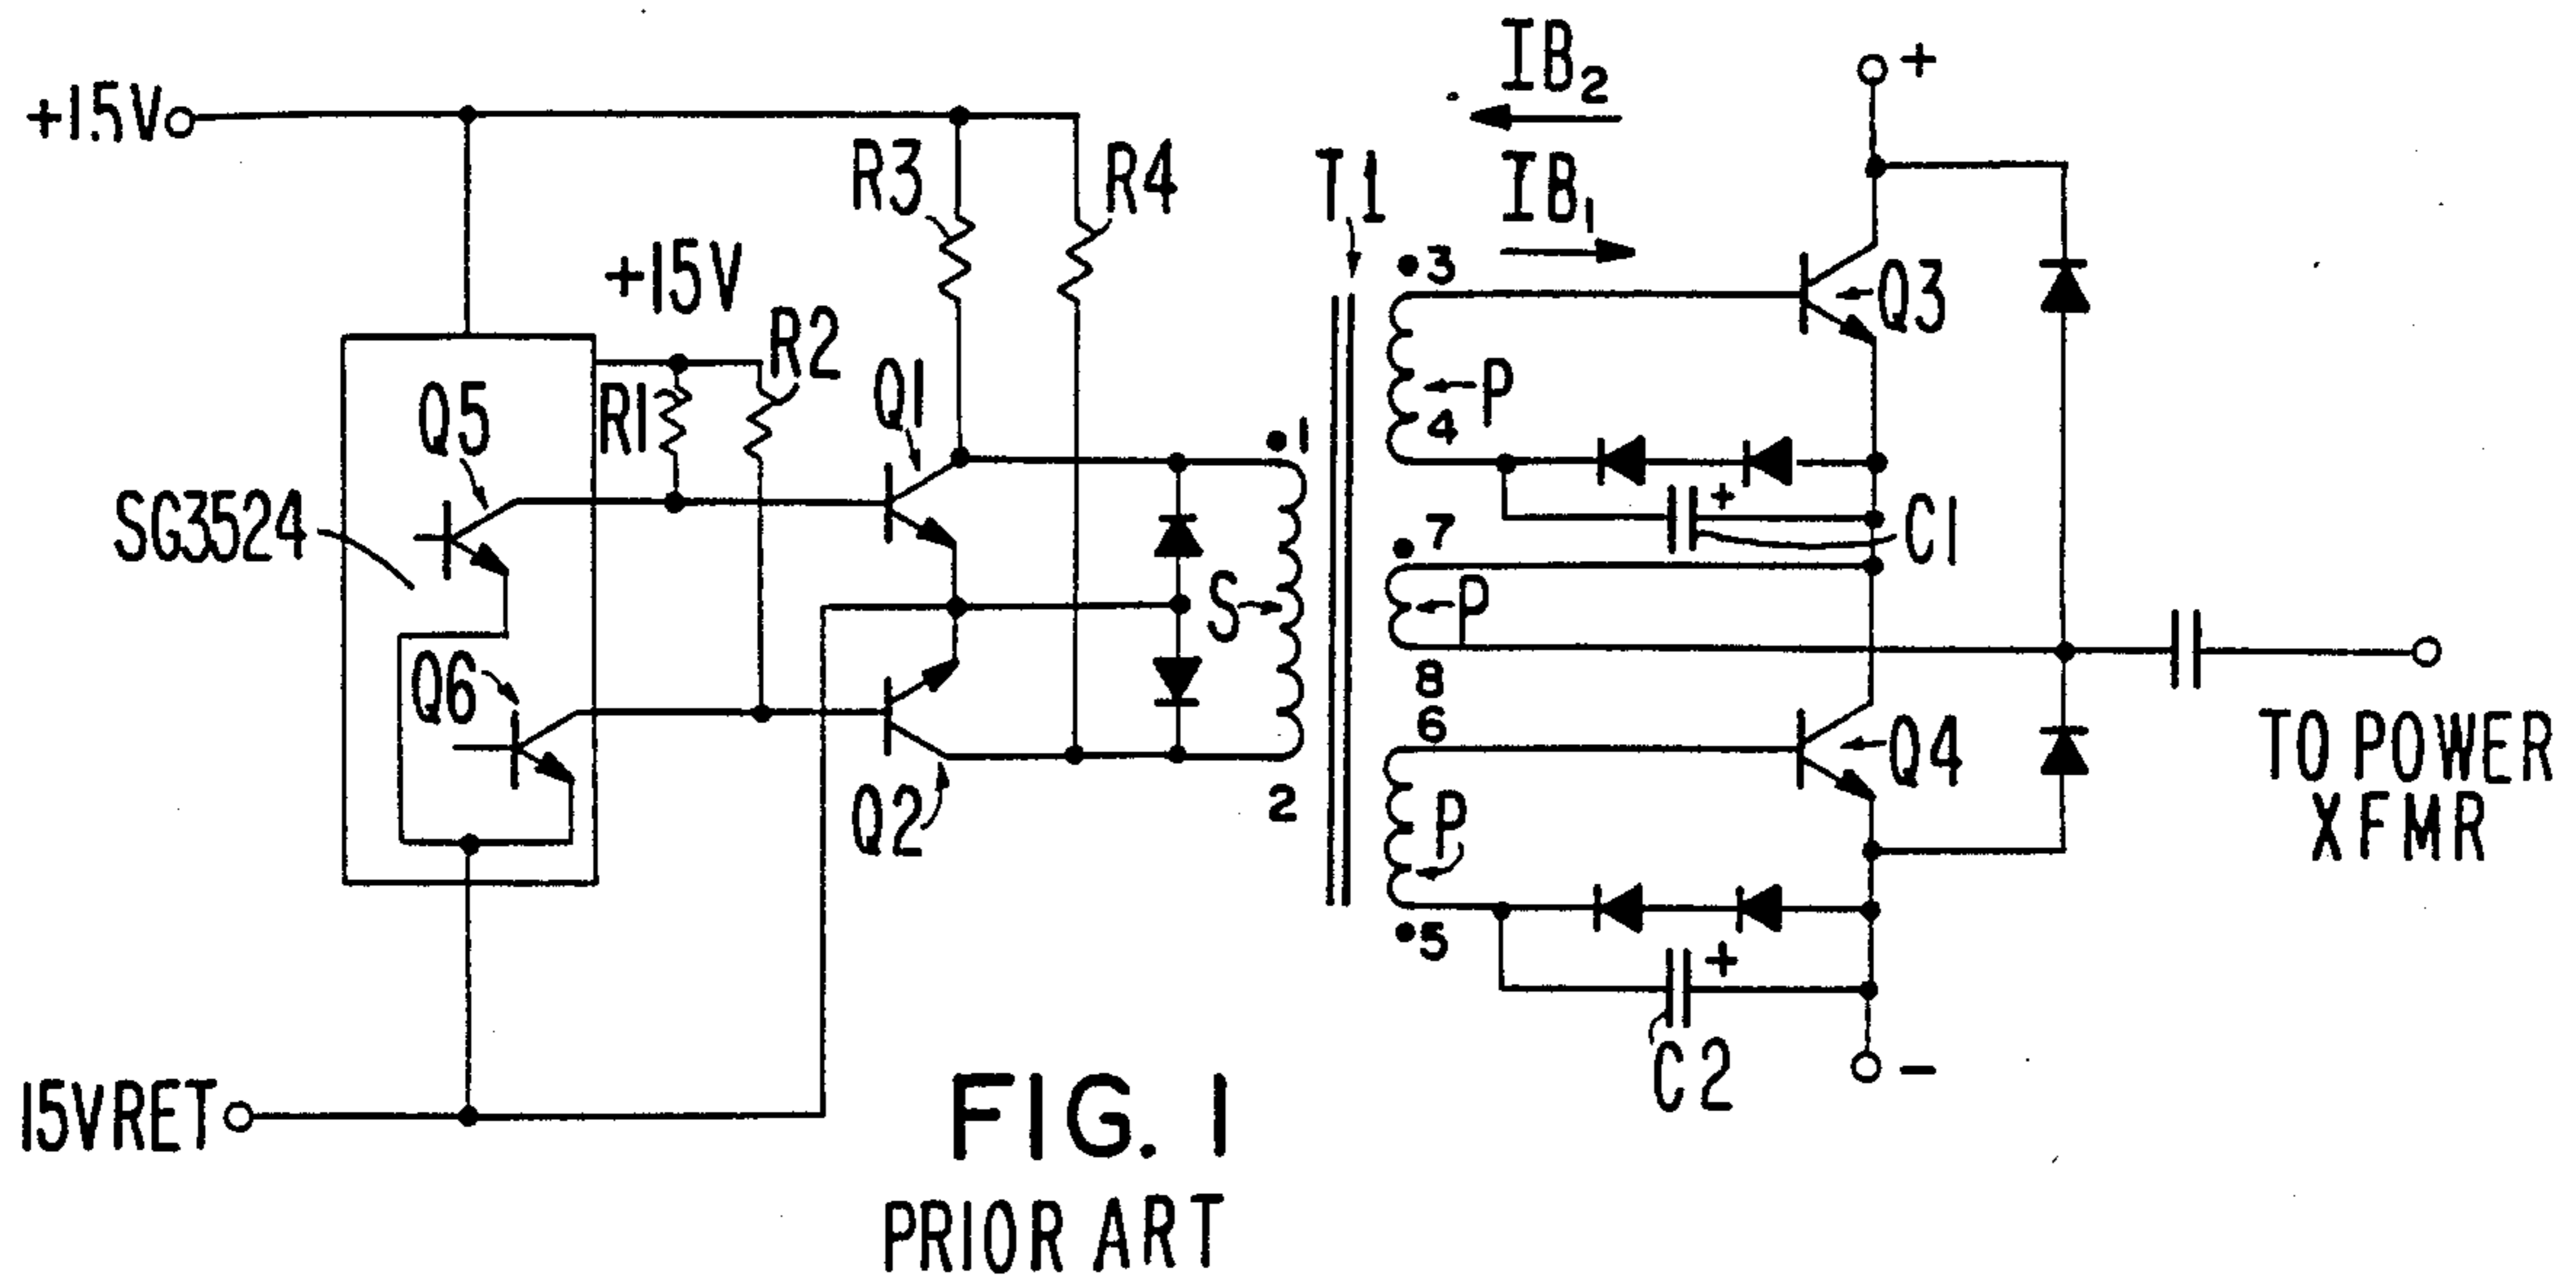 +15V
IB2
+
R3
R4
T1
IB1
3
Q3
+15V
R2
R1
Q5
Q1
1
P
4
+
C1
SG3524
7
S
P
Q6
8
6
Q4
TO POWER
XFMR
Q2
2
P
5
+
C2
-
15VRET
FIG. 1
PRIOR ART